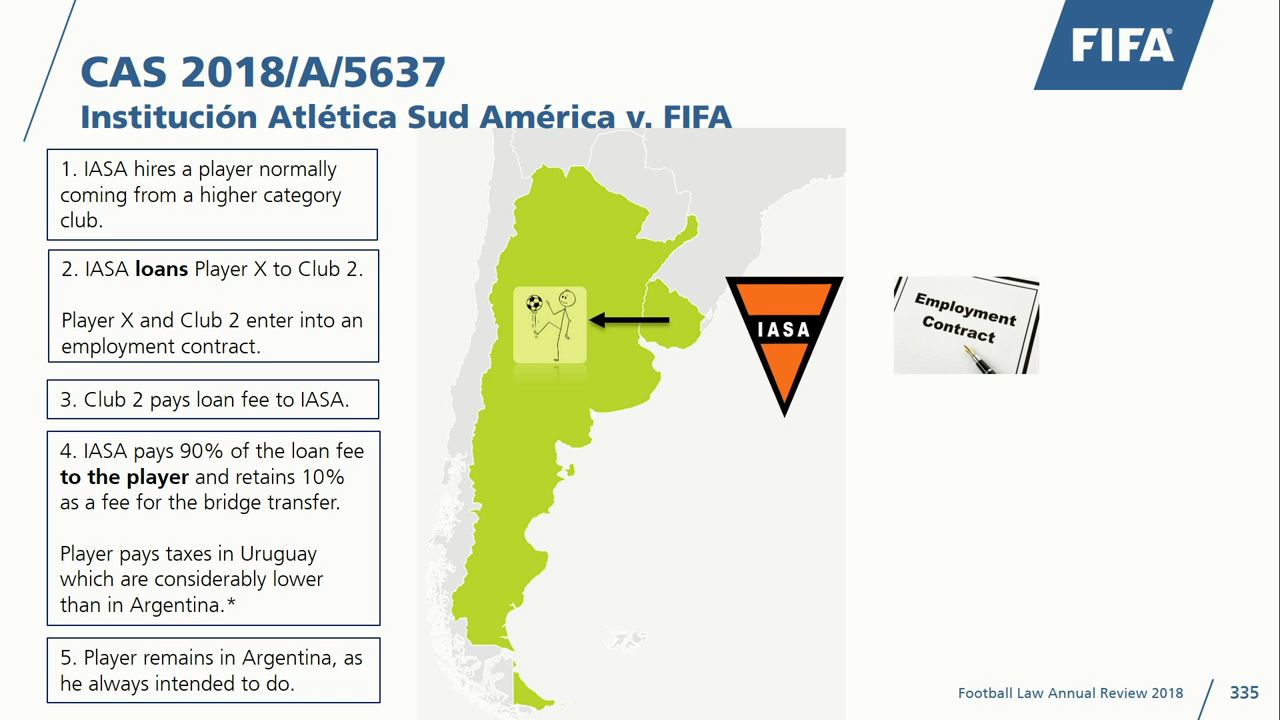 FIFA®
CAS 2018/A/5637
Institución Atlética Sud América v. FIFA
1. IASA hires a player normally
coming from a higher category
club.
2. IASA loans Player X to Club 2.
Player X and Club 2 enter into an
employment contract.
3. Club 2 pays loan fee to IASA.
4. IASA pays 90% of the loan fee
to the player and retains 10%
as a fee for the bridge transfer.
Player pays taxes in Uruguay
which are considerably lower
than in Argentina.*
5. Player remains in Argentina, as
he always intended to do.
IASA
Employment
Contract
Football Law Annual Review 2018
335